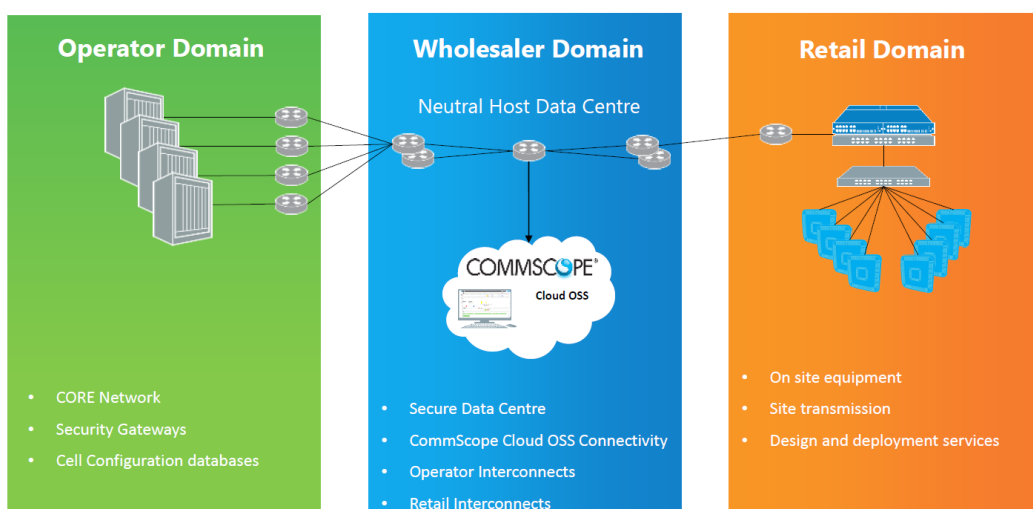 Operator Domain
CORE Network
Security Gateways
Cell Configuration databases
Wholesaler Domain
Neutral Host Data Centre
COMMSCOPE®
Cloud OSS
Secure Data Centre
CommScope Cloud OSS Connectivity
Operator Interconnects
Retail Interconnects
Retail Domain
On site equipment
Site transmission
Design and deployment services